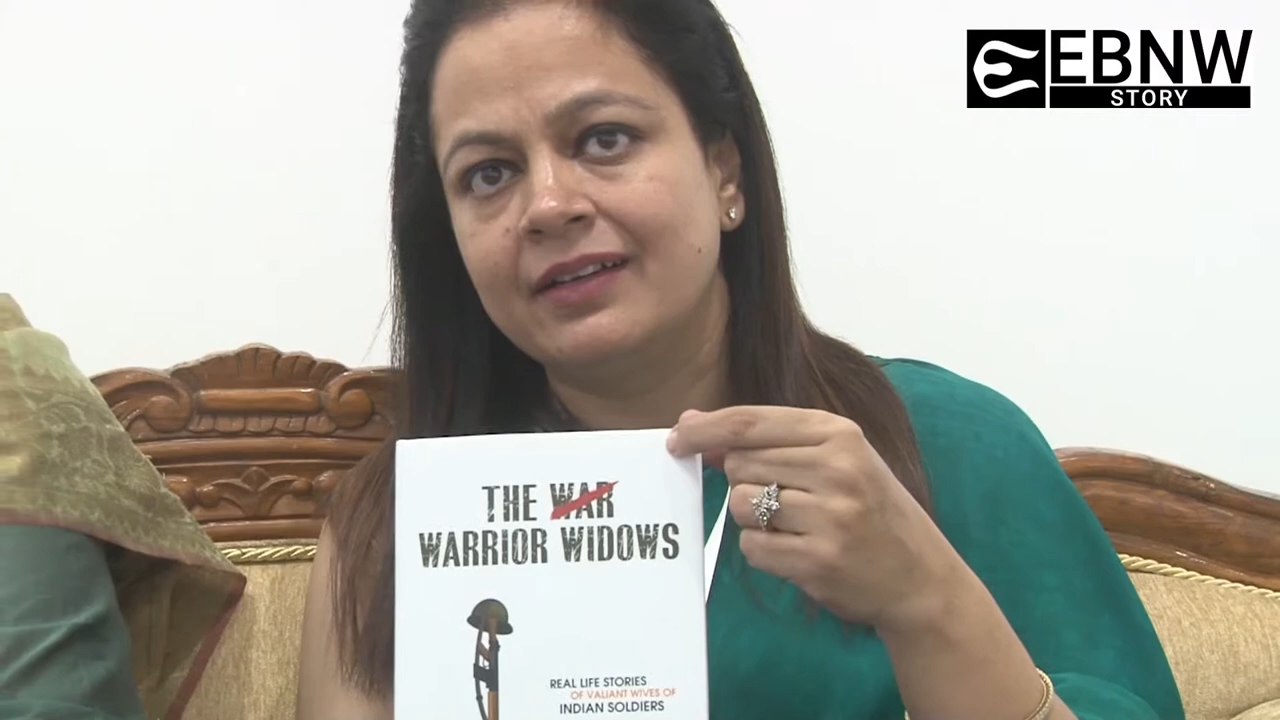 EBNW
STORY
THE WAR
WARRIOR WIDOWS
REAL LIFE STORIES
OF VALIANT WIVES OF
INDIAN SOLDIERS